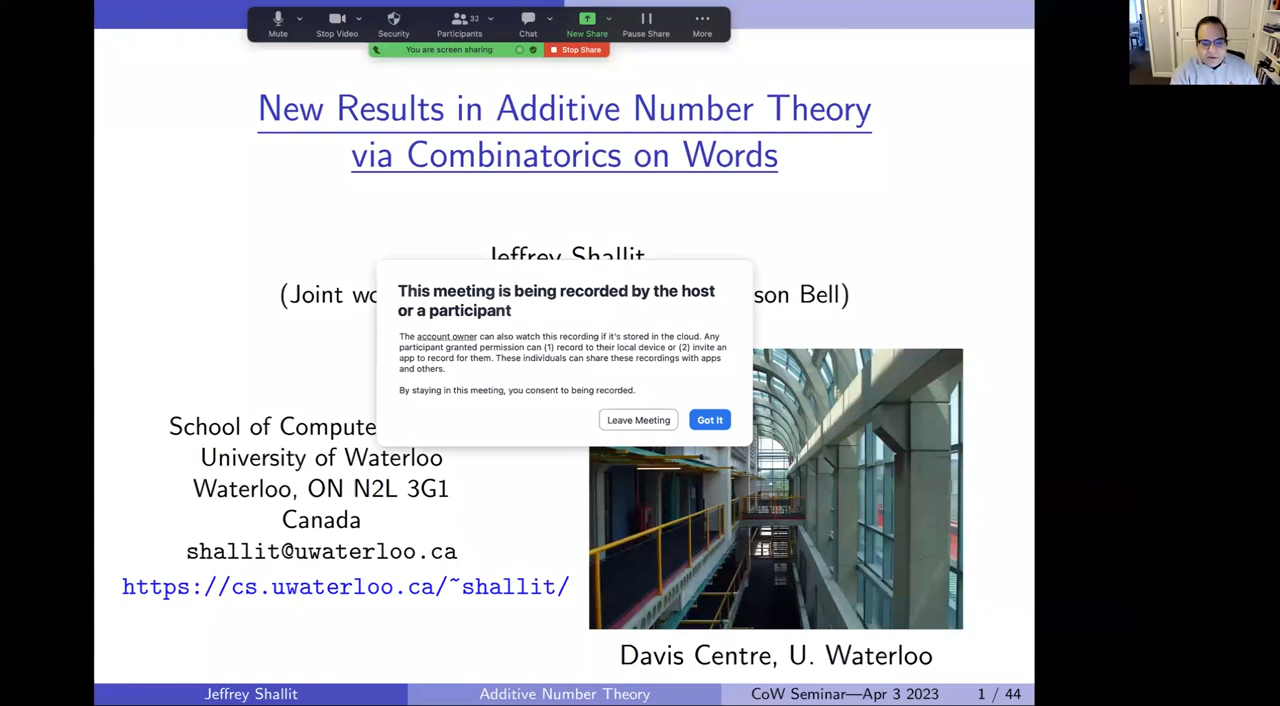 Mute
Stop Video
Security
Participants
32
Chat
New Share
Pause Share
More
You are screen sharing
Stop Share
New Results in Additive Number Theory
via Combinatorics on Words
Jeffrey Shallit
(Joint wo
son Bell)
This meeting is being recorded by the host
or a participant
The account owner can also watch this recording if it's stored in the cloud. Any
participant granted permission can (1) record to their local device or (2) invite an
app to record for them. These individuals can share these recordings with apps
and others.
By staying in this meeting, you consent to being recorded.
Leave Meeting
Got It
School of Compute
University of Waterloo
Waterloo, ON N2L 3G1
Canada
shallit@uwaterloo.ca
https://cs.uwaterloo.ca/~shallit/
Davis Centre, U. Waterloo
Jeffrey Shallit
Additive Number Theory
CoW Seminar—Apr 3 2023
1 / 44